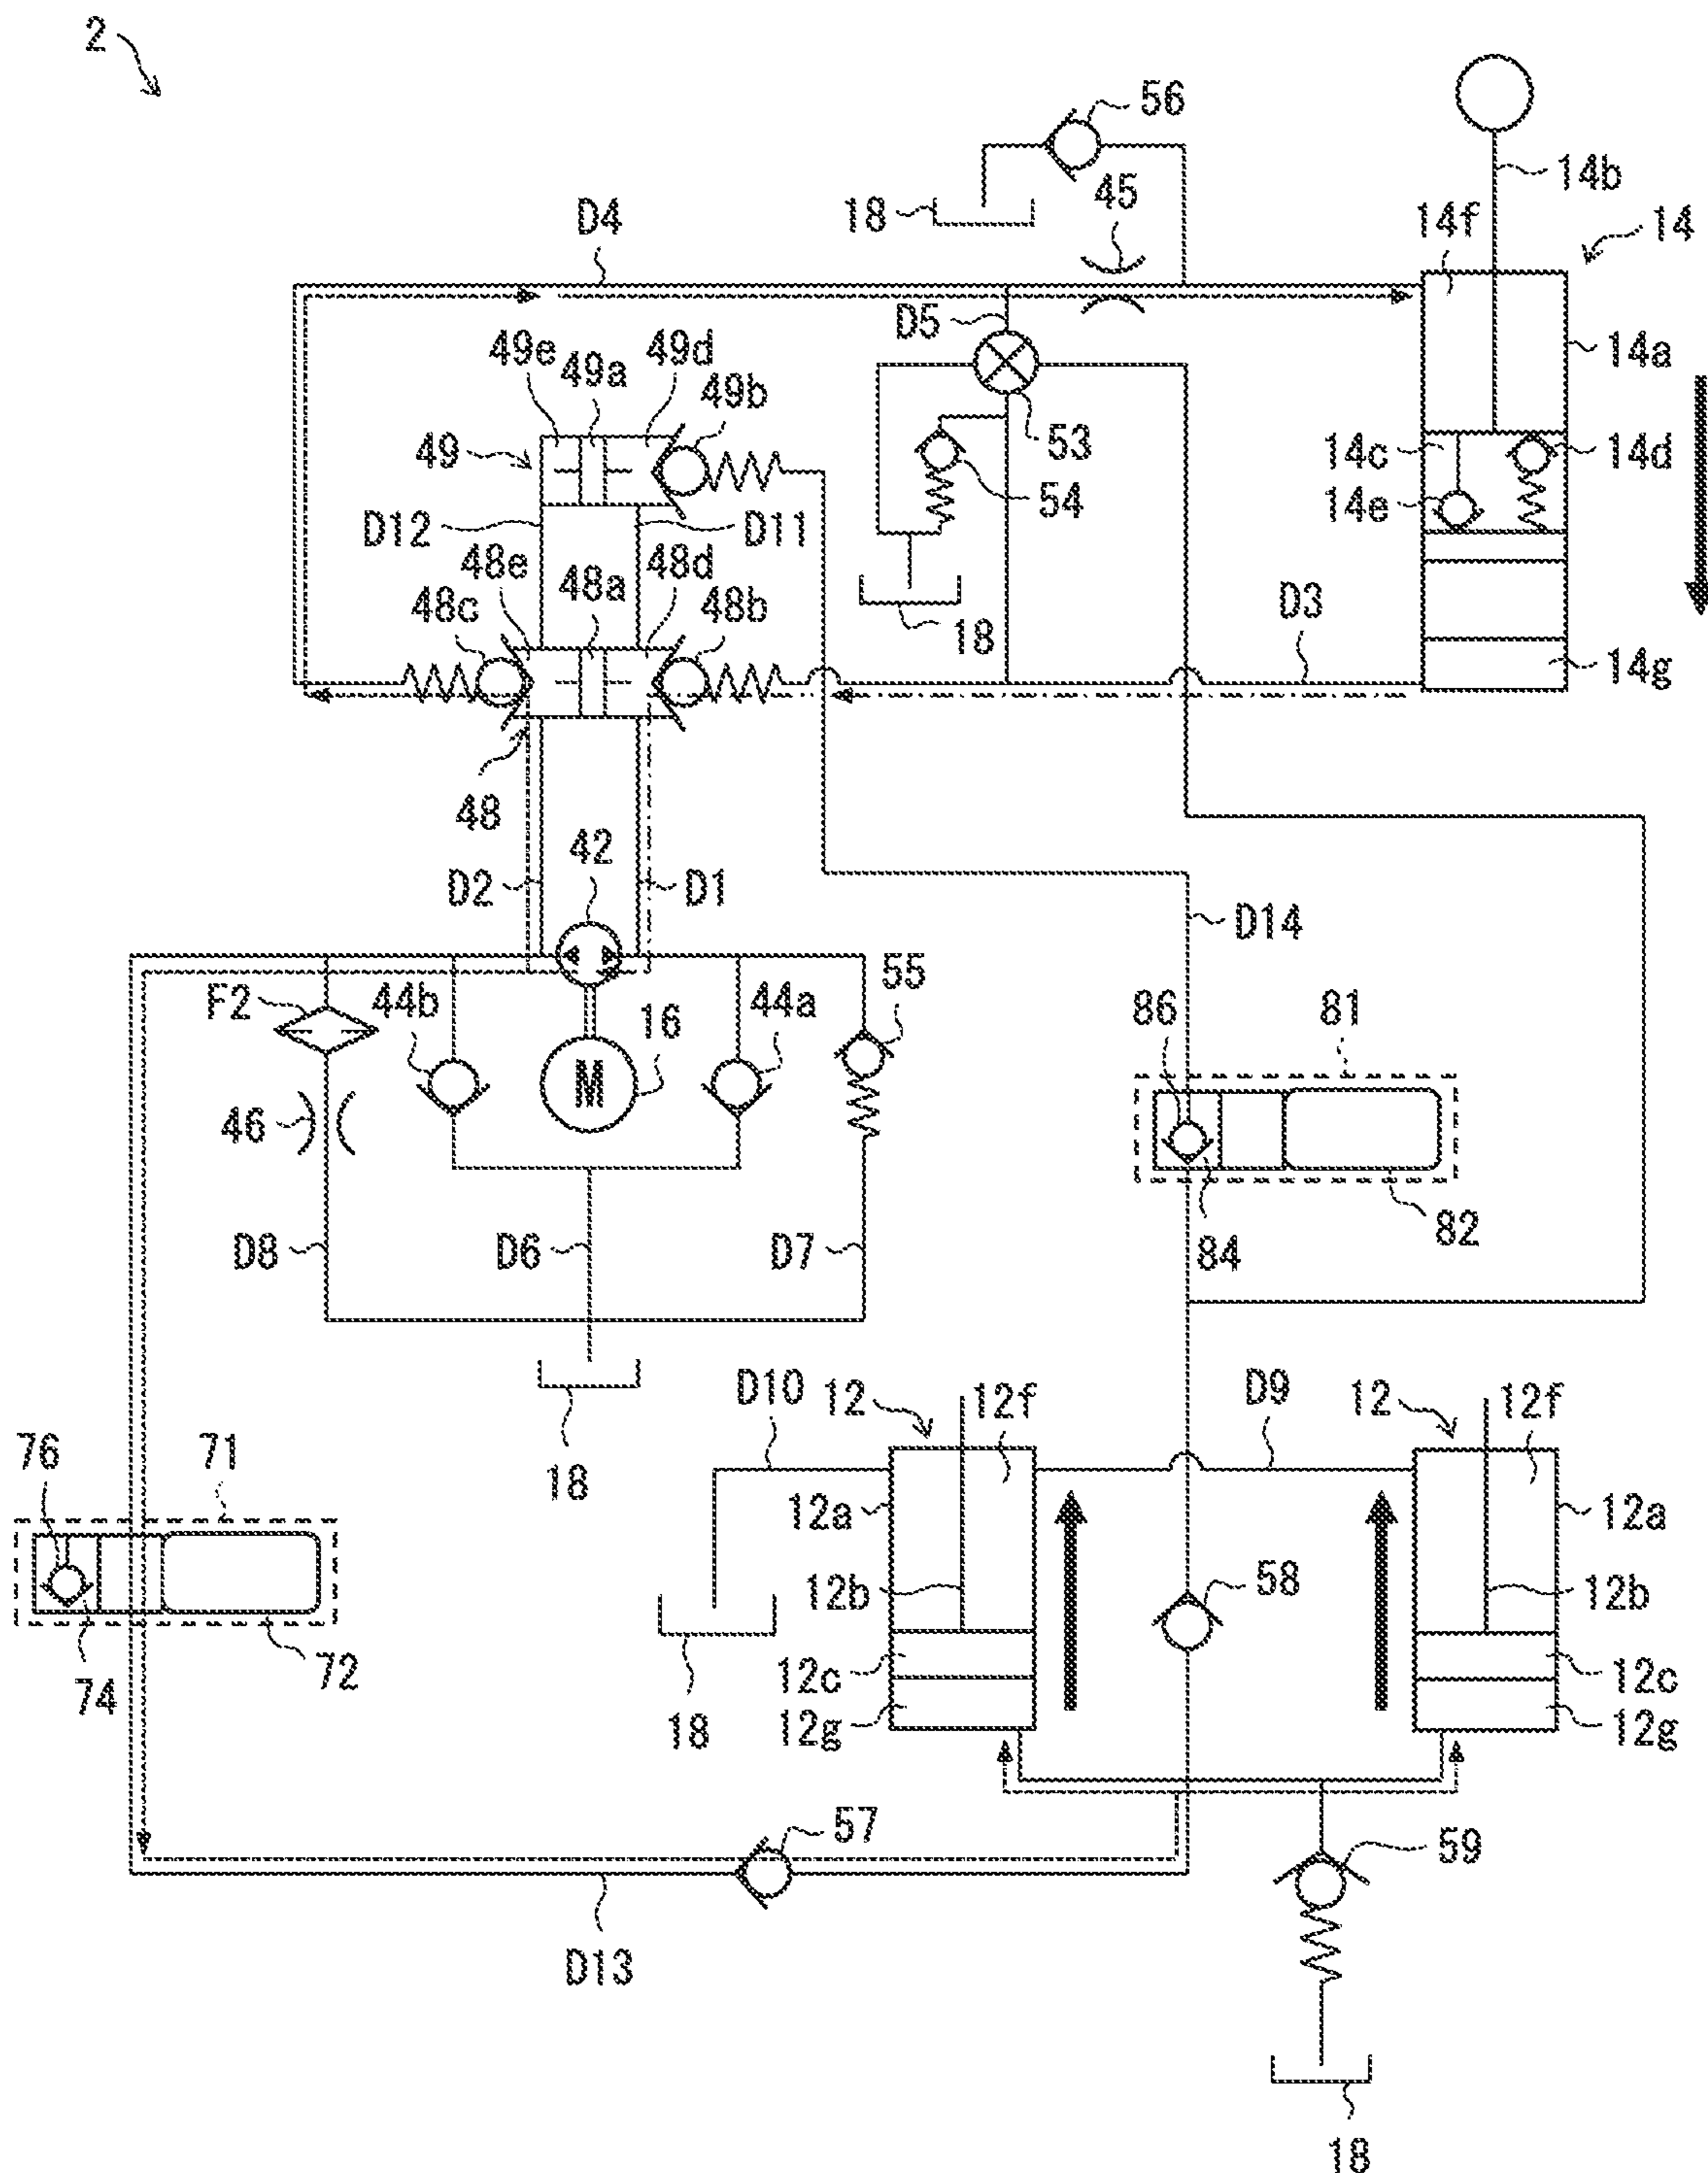 2
56
14b
18
45
14f
14
D4
D5
14a
49e
49a
49d
49b
53
49
54
14c
14d
14e
D12
D11
48e
48a
48d
48c
48b
18
D3
14g
48
42
D2
D1
D14
55
F2
44b
16
44a
86
81
M
46
D8
D6
D7
84
82
18
D10
12
12f
D9
12
12f
76
71
12a
12a
12b
58
12b
74
72
12c
12c
18
12g
12g
57
59
D13
18